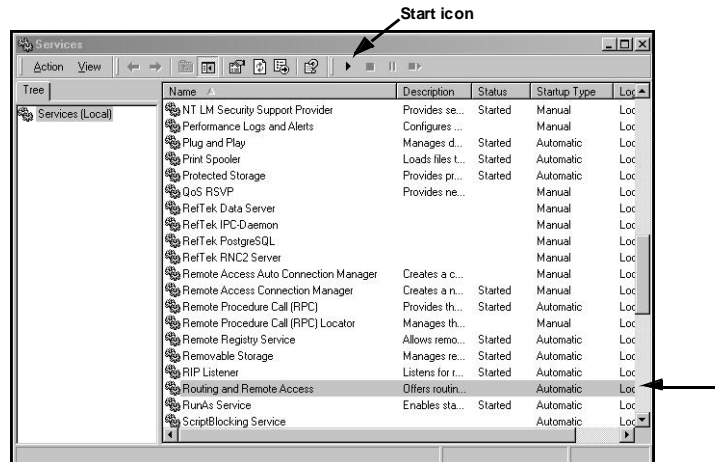 Start icon
Services
Action View
Tree
Name Description Status Startup Type Log
Services (Local)
NT LM Security Support Provider Provides se... Started Manual Loc
Performance Logs and Alerts Configures ... Manual Loc
Plug and Play Manages d... Started Automatic Loc
Print Spooler Loads files t... Started Automatic Loc
Protected Storage Provides pr... Started Automatic Loc
QoS RSVP Provides ne... Manual Loc
RefTek Data Server Manual Loc
RefTek IPC-Daemon Manual Loc
RefTek PostgreSQL Manual Loc
RefTek RNC2 Server Manual Loc
Remote Access Auto Connection Manager Creates a c... Manual Loc
Remote Access Connection Manager Creates a n... Started Manual Loc
Remote Procedure Call (RPC) Provides th... Started Automatic Loc
Remote Procedure Call (RPC) Locator Manages th... Manual Loc
Remote Registry Service Allows remo... Started Automatic Loc
Removable Storage Manages re... Started Automatic Loc
RIP Listener Listens for r... Started Automatic Loc
Routing and Remote Access Offers routin... Automatic Loc
RunAs Service Enables sta... Started Automatic Loc
ScriptBlocking Service Automatic Loc